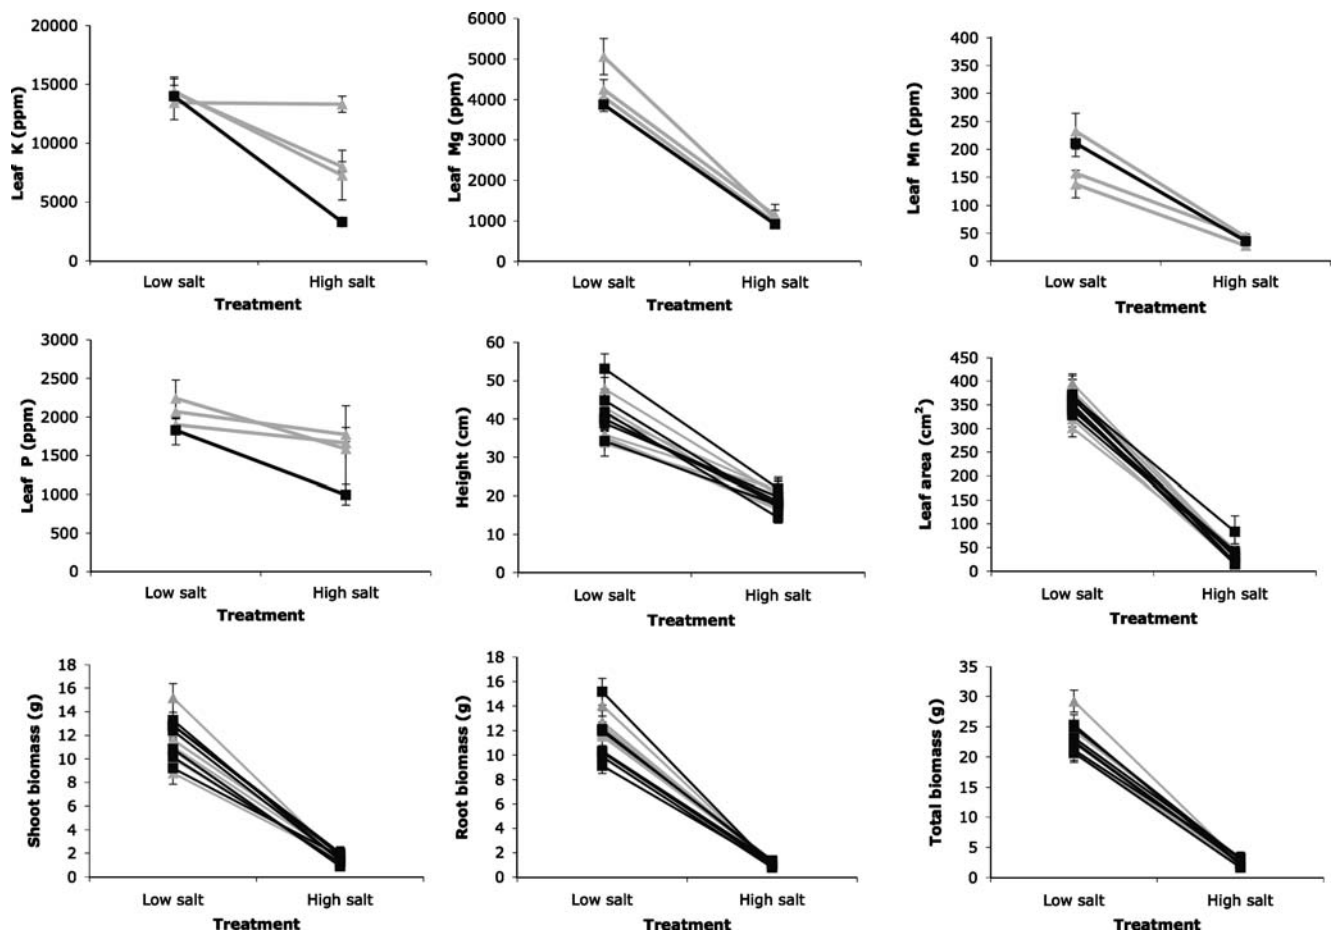 20000
15000
10000
5000
0
Leaf K (ppm)
Low salt
High salt
Treatment
6000
5000
4000
3000
2000
1000
0
Leaf Mg (ppm)
Low salt
High salt
Treatment
400
350
300
250
200
150
100
50
0
Leaf Mn (ppm)
Low salt
High salt
Treatment
3000
2500
2000
1500
1000
500
0
Leaf P (ppm)
Low salt
High salt
Treatment
60
50
40
30
20
10
0
Height (cm)
Low salt
High salt
Treatment
450
400
350
300
250
200
150
100
50
0
Leaf area (cm²)
Low salt
High salt
Treatment
18
16
14
12
10
8
6
4
2
0
Shoot biomass (g)
Low salt
High salt
Treatment
18
16
14
12
10
8
6
4
2
0
Root biomass (g)
Low salt
High salt
Treatment
35
30
25
20
15
10
5
0
Total biomass (g)
Low salt
High salt
Treatment